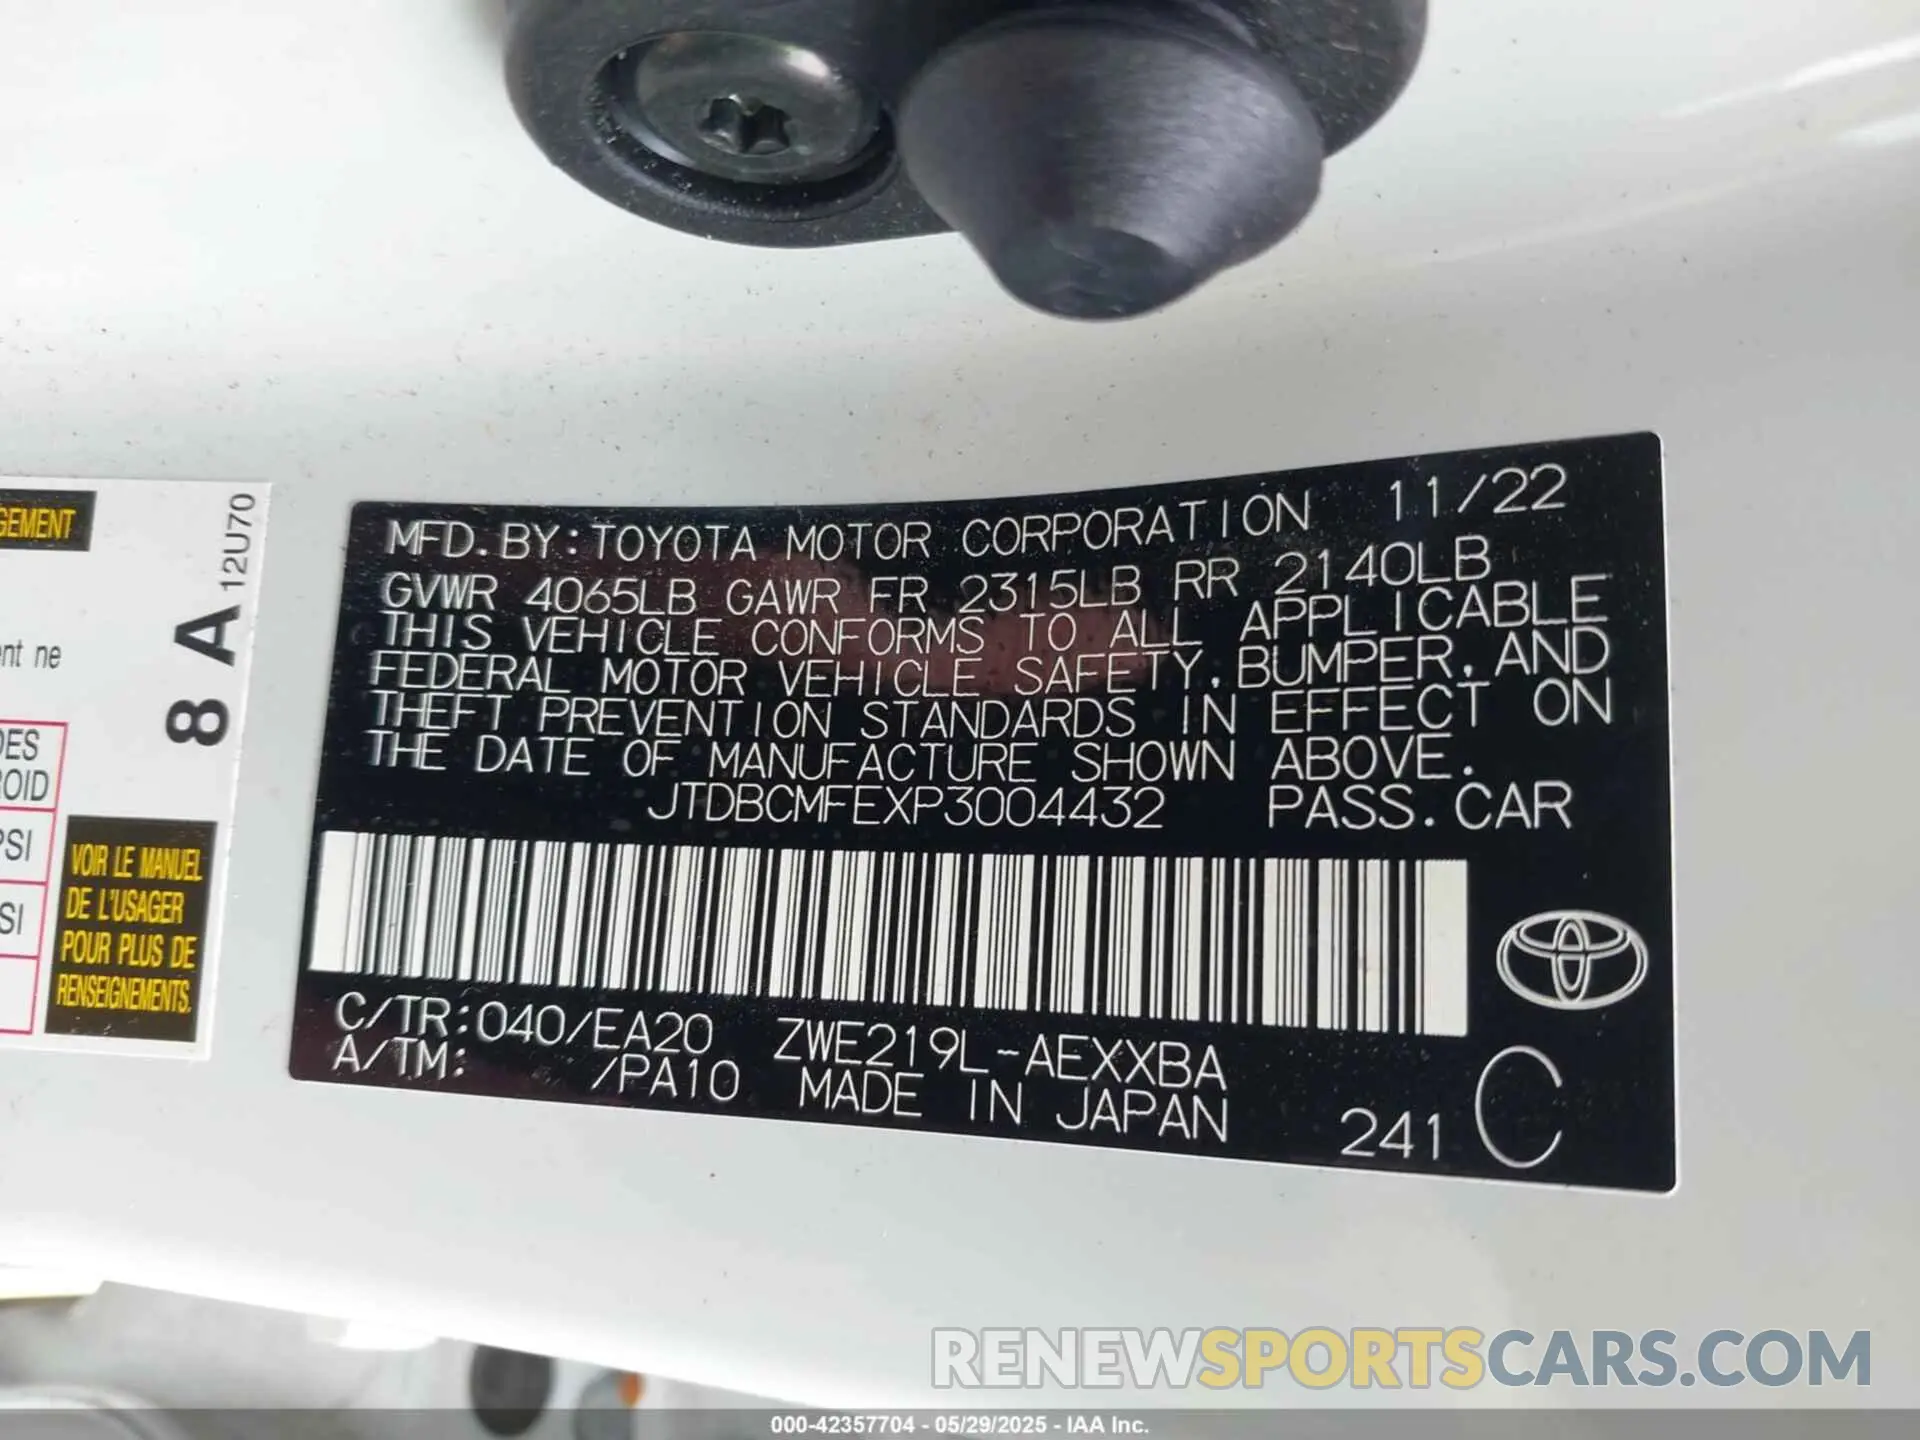 MFD. BY: TOYOTA MOTOR CORPORATION 11/22
GVWR 4065LB GAWR FR 2315LB RR 2140LB
THIS VEHICLE CONFORMS TO ALL APPLICABLE
FEDERAL MOTOR VEHICLE SAFETY, BUMPER, AND
THEFT PREVENTION STANDARDS IN EFFECT ON
THE DATE OF MANUFACTURE SHOWN ABOVE.
JTDBCMFEXP3004432 PASS. CAR
C/TR: 040/EA20 ZWE219L-AEXXBA
A/TM: /PA10 MADE IN JAPAN
241 C
GEMENT
ent ne
DES
ROID
PSI
SI
8 A 12U70
VOIR LE MANUEL
DE L'USAGER
POUR PLUS DE
RENSEIGNEMENTS.
RENEWSPORTSCARS.COM
000-42357704 - 05/29/2025 - IAA Inc.